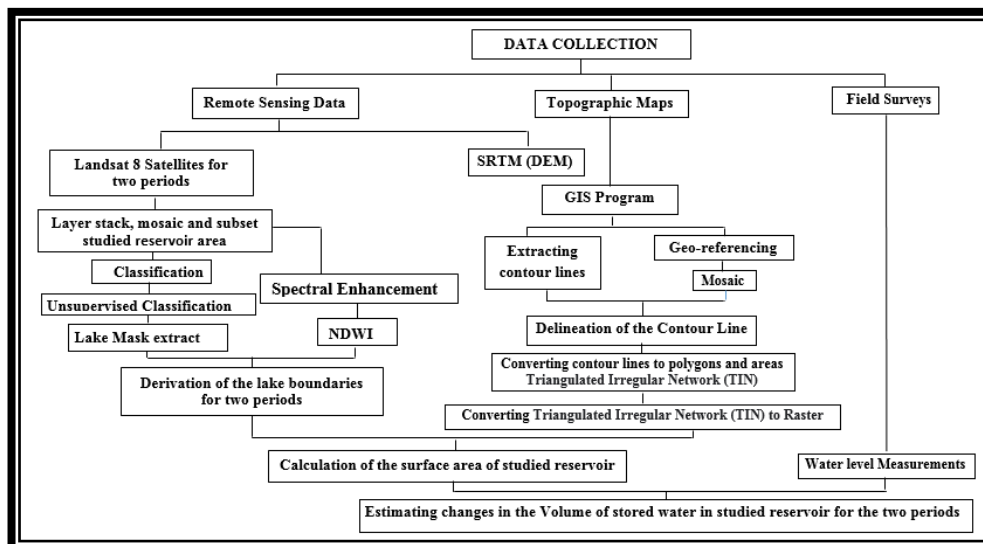 DATA COLLECTION
Remote Sensing Data
Topographic Maps
Field Surveys
Landsat 8 Satellites for
two periods
SRTM (DEM)
GIS Program
Layer stack, mosaic and subset
studied reservoir area
Extracting
contour lines
Geo-referencing
Classification
Spectral Enhancement
Mosaic
Unsupervised Classification
Lake Mask extract
NDWI
Delineation of the Contour Line
Converting contour lines to polygons and areas
Triangulated Irregular Network (TIN)
Derivation of the lake boundaries
for two periods
Converting Triangulated Irregular Network (TIN) to Raster
Calculation of the surface area of studied reservoir
Water level Measurements
Estimating changes in the Volume of stored water in studied reservoir for the two periods